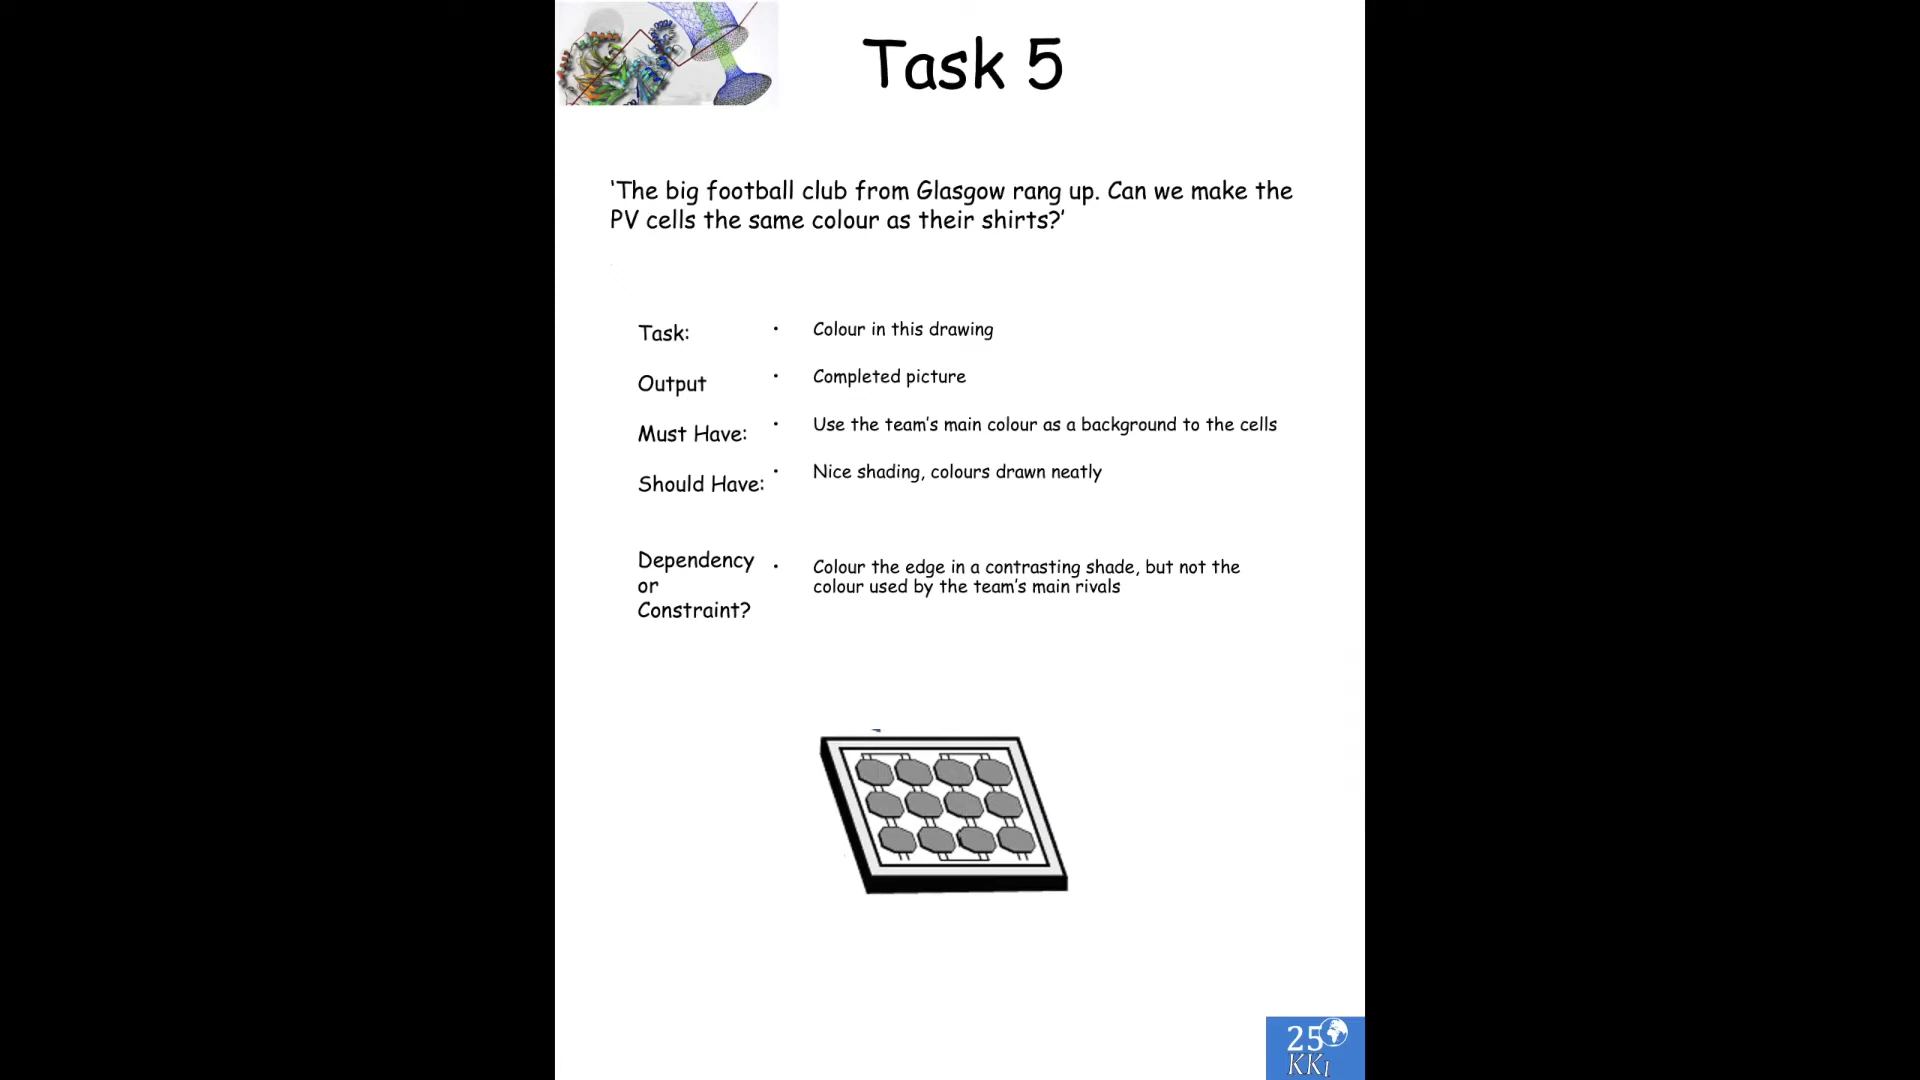 Task 5
‘The big football club from Glasgow rang up. Can we make the
PV cells the same colour as their shirts?’
Task:
• Colour in this drawing
Output
• Completed picture
Must Have:
• Use the team’s main colour as a background to the cells
Should Have:
• Nice shading, colours drawn neatly
Dependency
or
Constraint?
• Colour the edge in a contrasting shade, but not the
colour used by the team’s main rivals
25
KK1